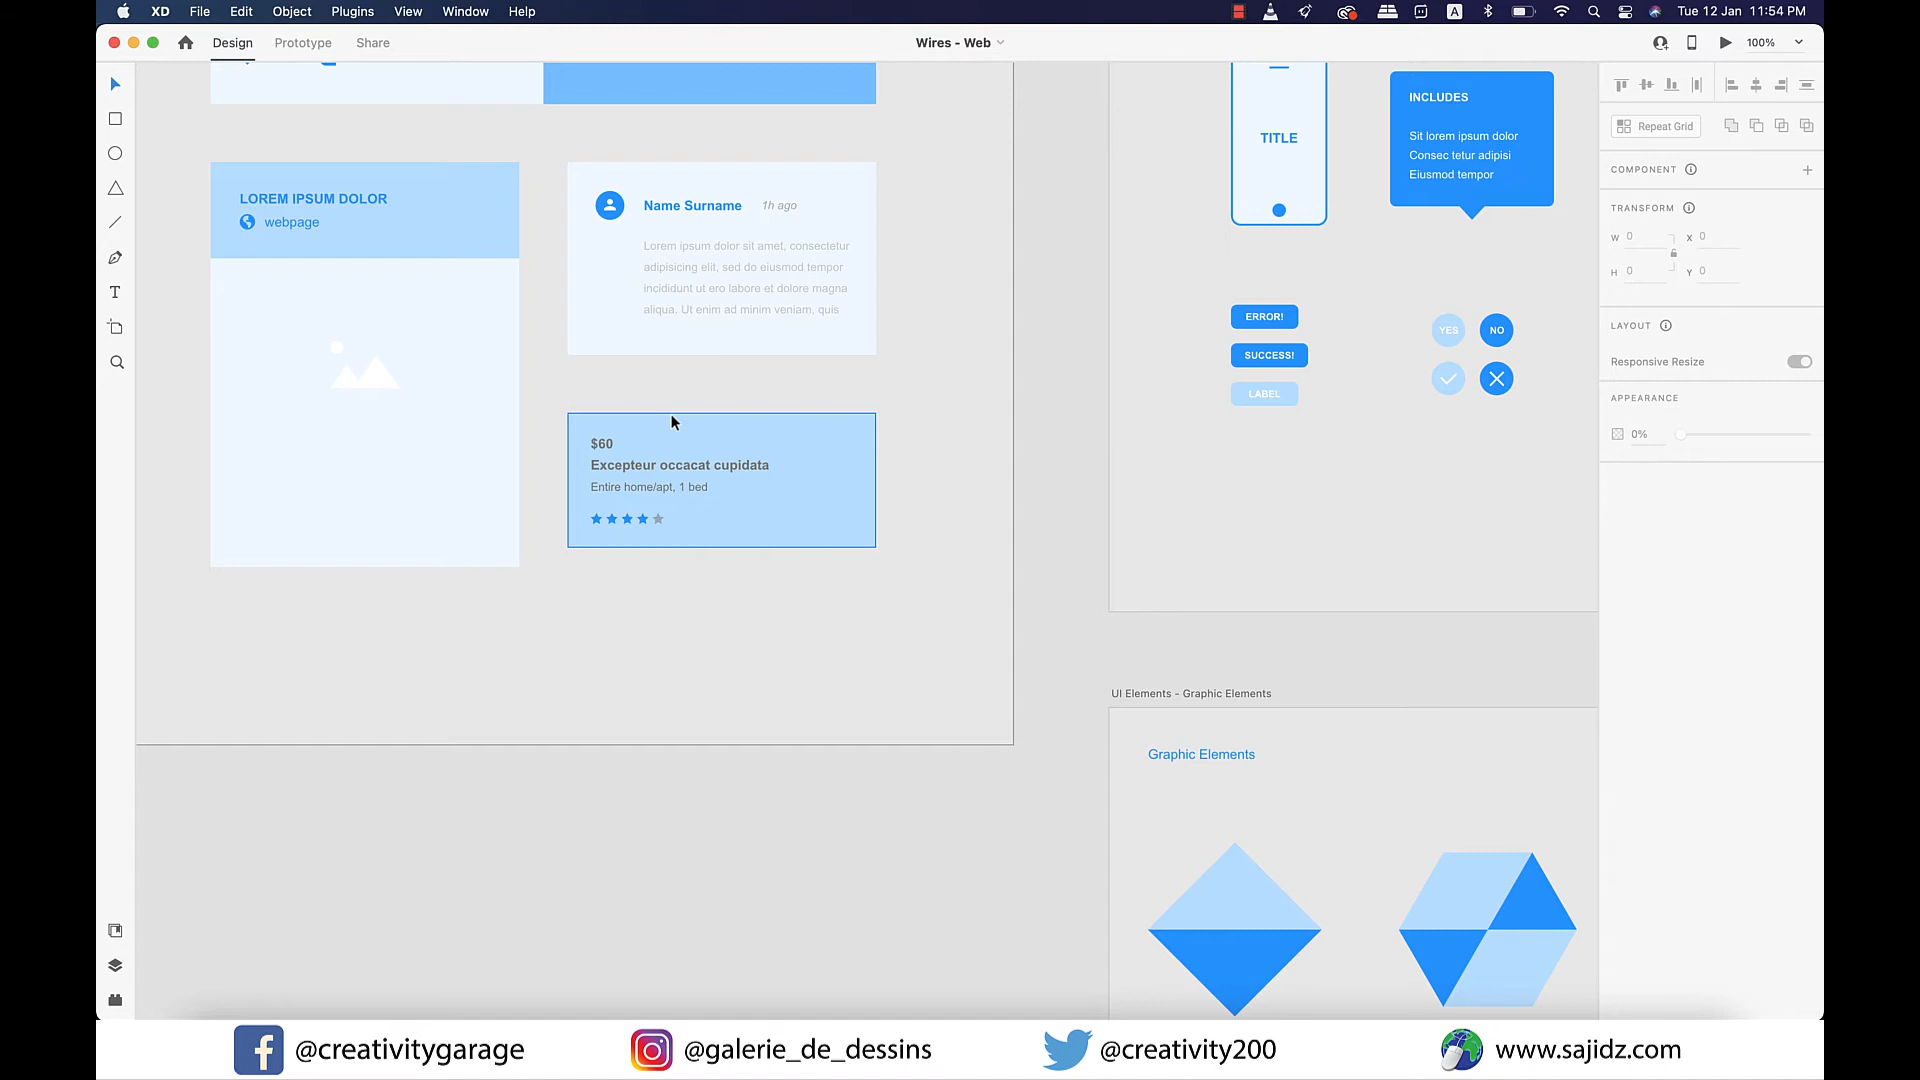 XD File Edit Object Plugins View Window Help
A
Tue 12 Jan 11:54 PM
Design Prototype Share
Wires - Web
100%
LOREM IPSUM DOLOR
webpage
Name Surname 1h ago
Lorem ipsum dolor sit amet, consectetur
adipisicing elit, sed do eiusmod tempor
incididunt ut ero labore et dolore magna
aliqua. Ut enim ad minim veniam, quis
$60
Excepteur occacat cupidata
Entire home/apt, 1 bed
TITLE
INCLUDES
Sit lorem ipsum dolor
Consec tetur adipisi
Eiusmod tempor
ERROR!
SUCCESS!
LABEL
YES NO
UI Elements - Graphic Elements
Graphic Elements
Repeat Grid
COMPONENT
TRANSFORM
W 0 X 0
H 0 Y 0
LAYOUT
Responsive Resize
APPEARANCE
0%
T
@creativitygarage
@galerie_de_dessins
@creativity200
www.sajidz.com